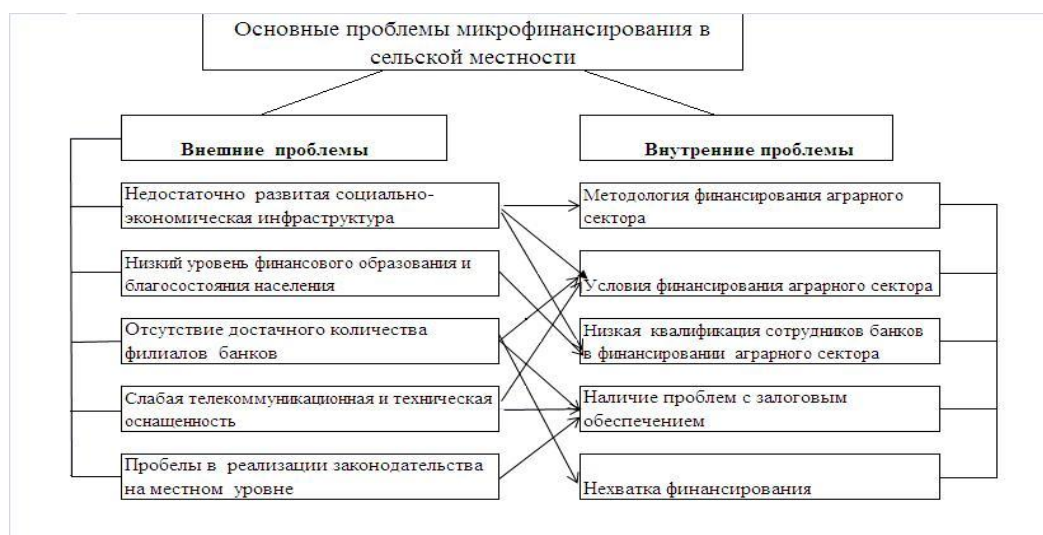 Основные проблемы микрофинансирования в
сельской местности
Внешние проблемы
Внутренние проблемы
Недостаточно развитая социально-
экономическая инфраструктура
Методология финансирования аграрного
сектора
Низкий уровень финансового образования и
благосостояния населения
Условия финансирования аграрного сектора
Отсутствие достачного количества
филиалов банков
Низкая квалификация сотрудников банков
в финансировании аграрного сектора
Слабая телекоммуникационная и техническая
оснащенность
Наличие проблем с залоговым
обеспечением
Пробелы в реализации законодательства
на местном уровне
Нехватка финансирования